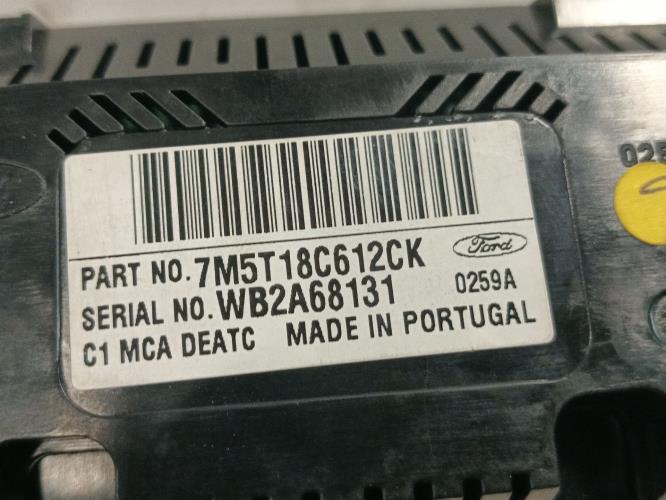 PART NO. 7M5T18C612CK Ford
SERIAL NO. WB2A68131 0259A
C1 MCA DEATC MADE IN PORTUGAL